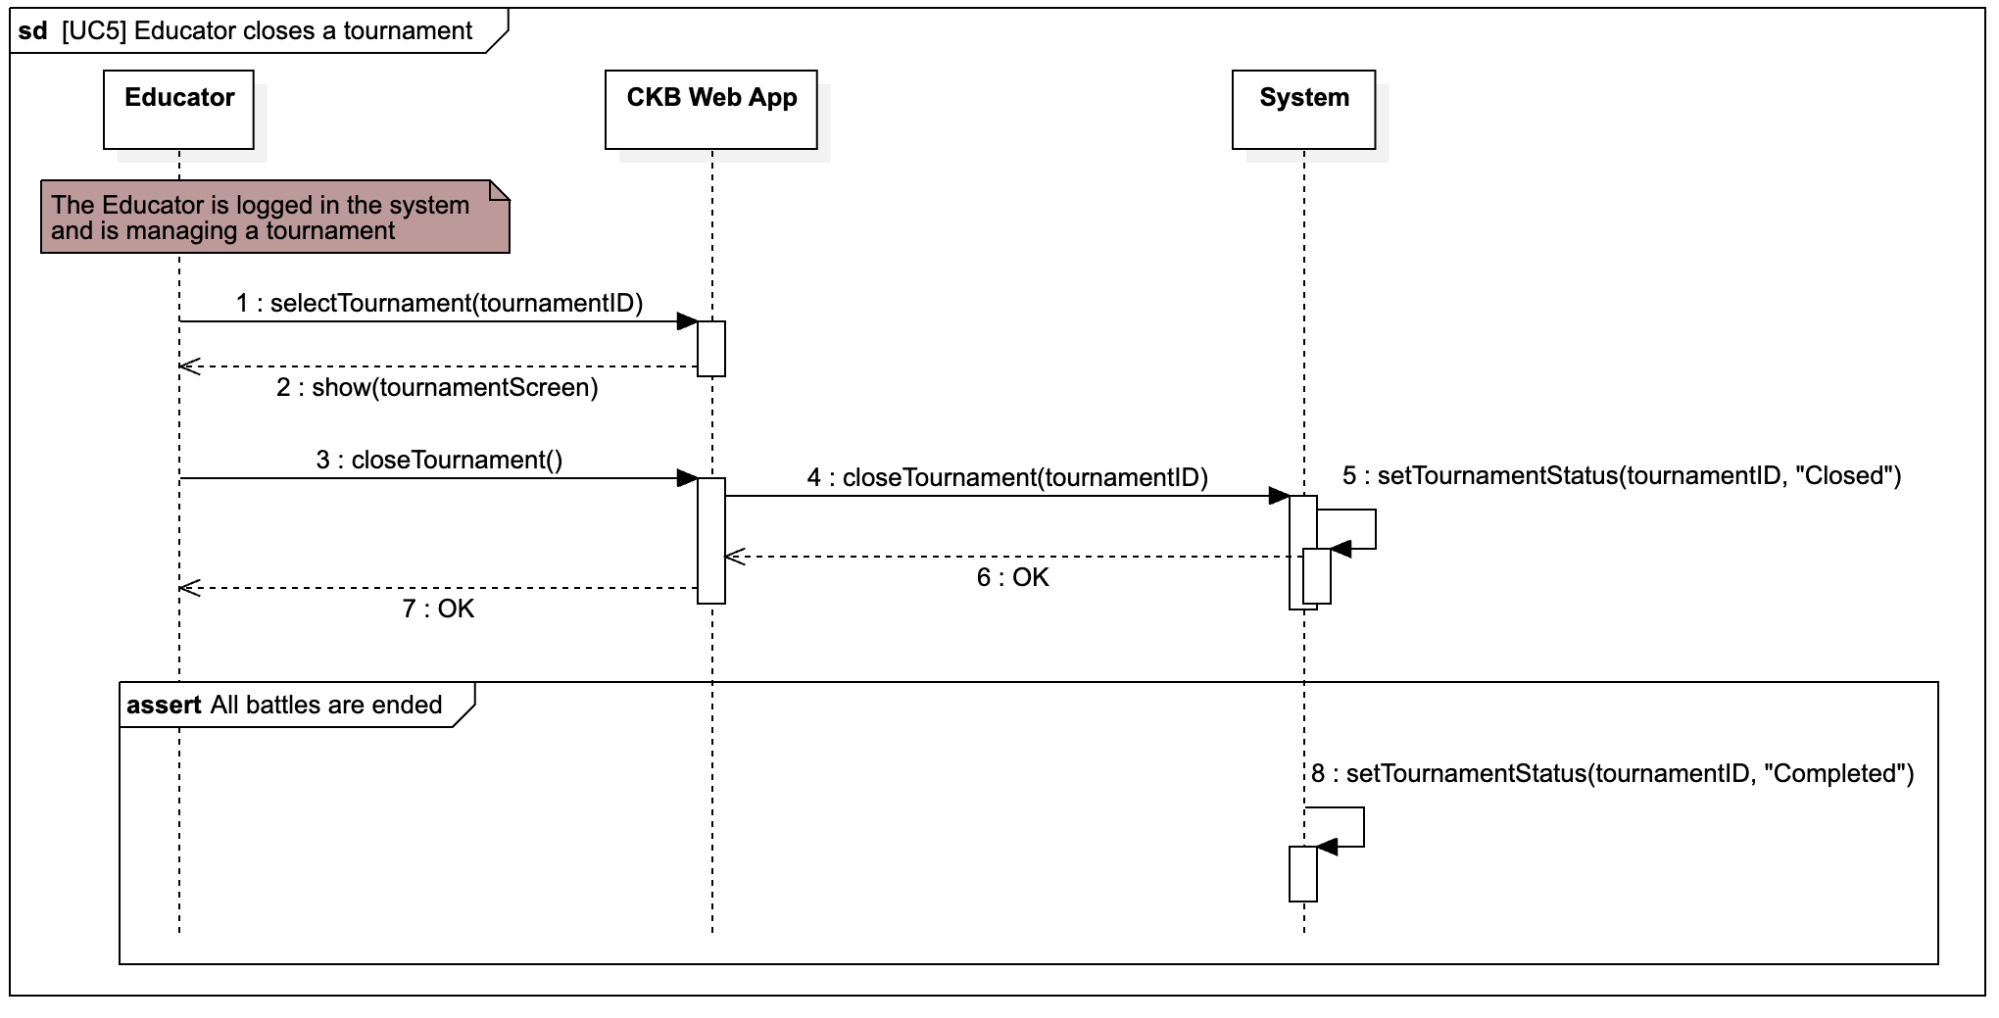 sd [UC5] Educator closes a tournament
Educator
CKB Web App
System
The Educator is logged in the system
and is managing a tournament
1 : selectTournament(tournamentID)
2 : show(tournamentScreen)
3 : closeTournament()
4 : closeTournament(tournamentID)
5 : setTournamentStatus(tournamentID, "Closed")
6 : OK
7 : OK
assert All battles are ended
8 : setTournamentStatus(tournamentID, "Completed")